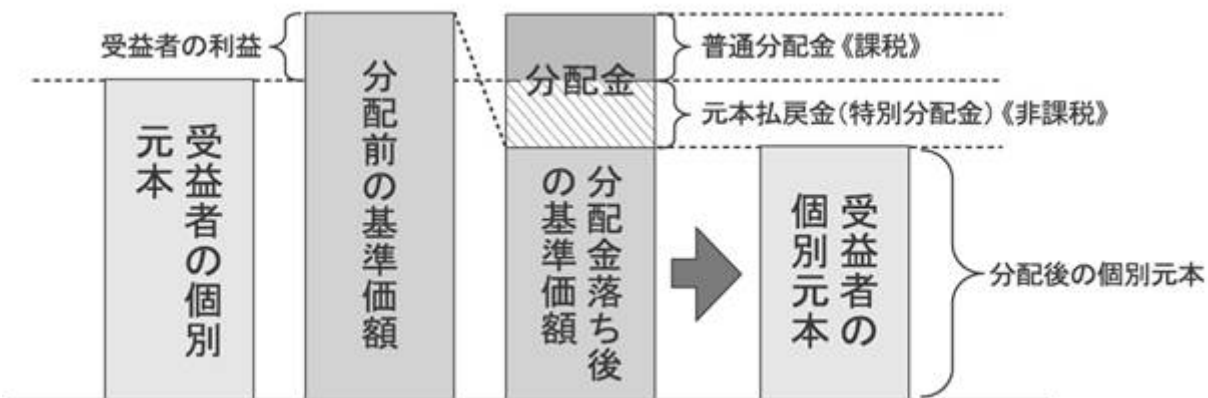 受益者の利益
受益者の個別
元本
分配前の基準価額
分配金
分配金落ち後
の基準価額
普通分配金《課税》
元本払戻金(特別分配金)《非課税》
受益者の
個別元本
分配後の個別元本